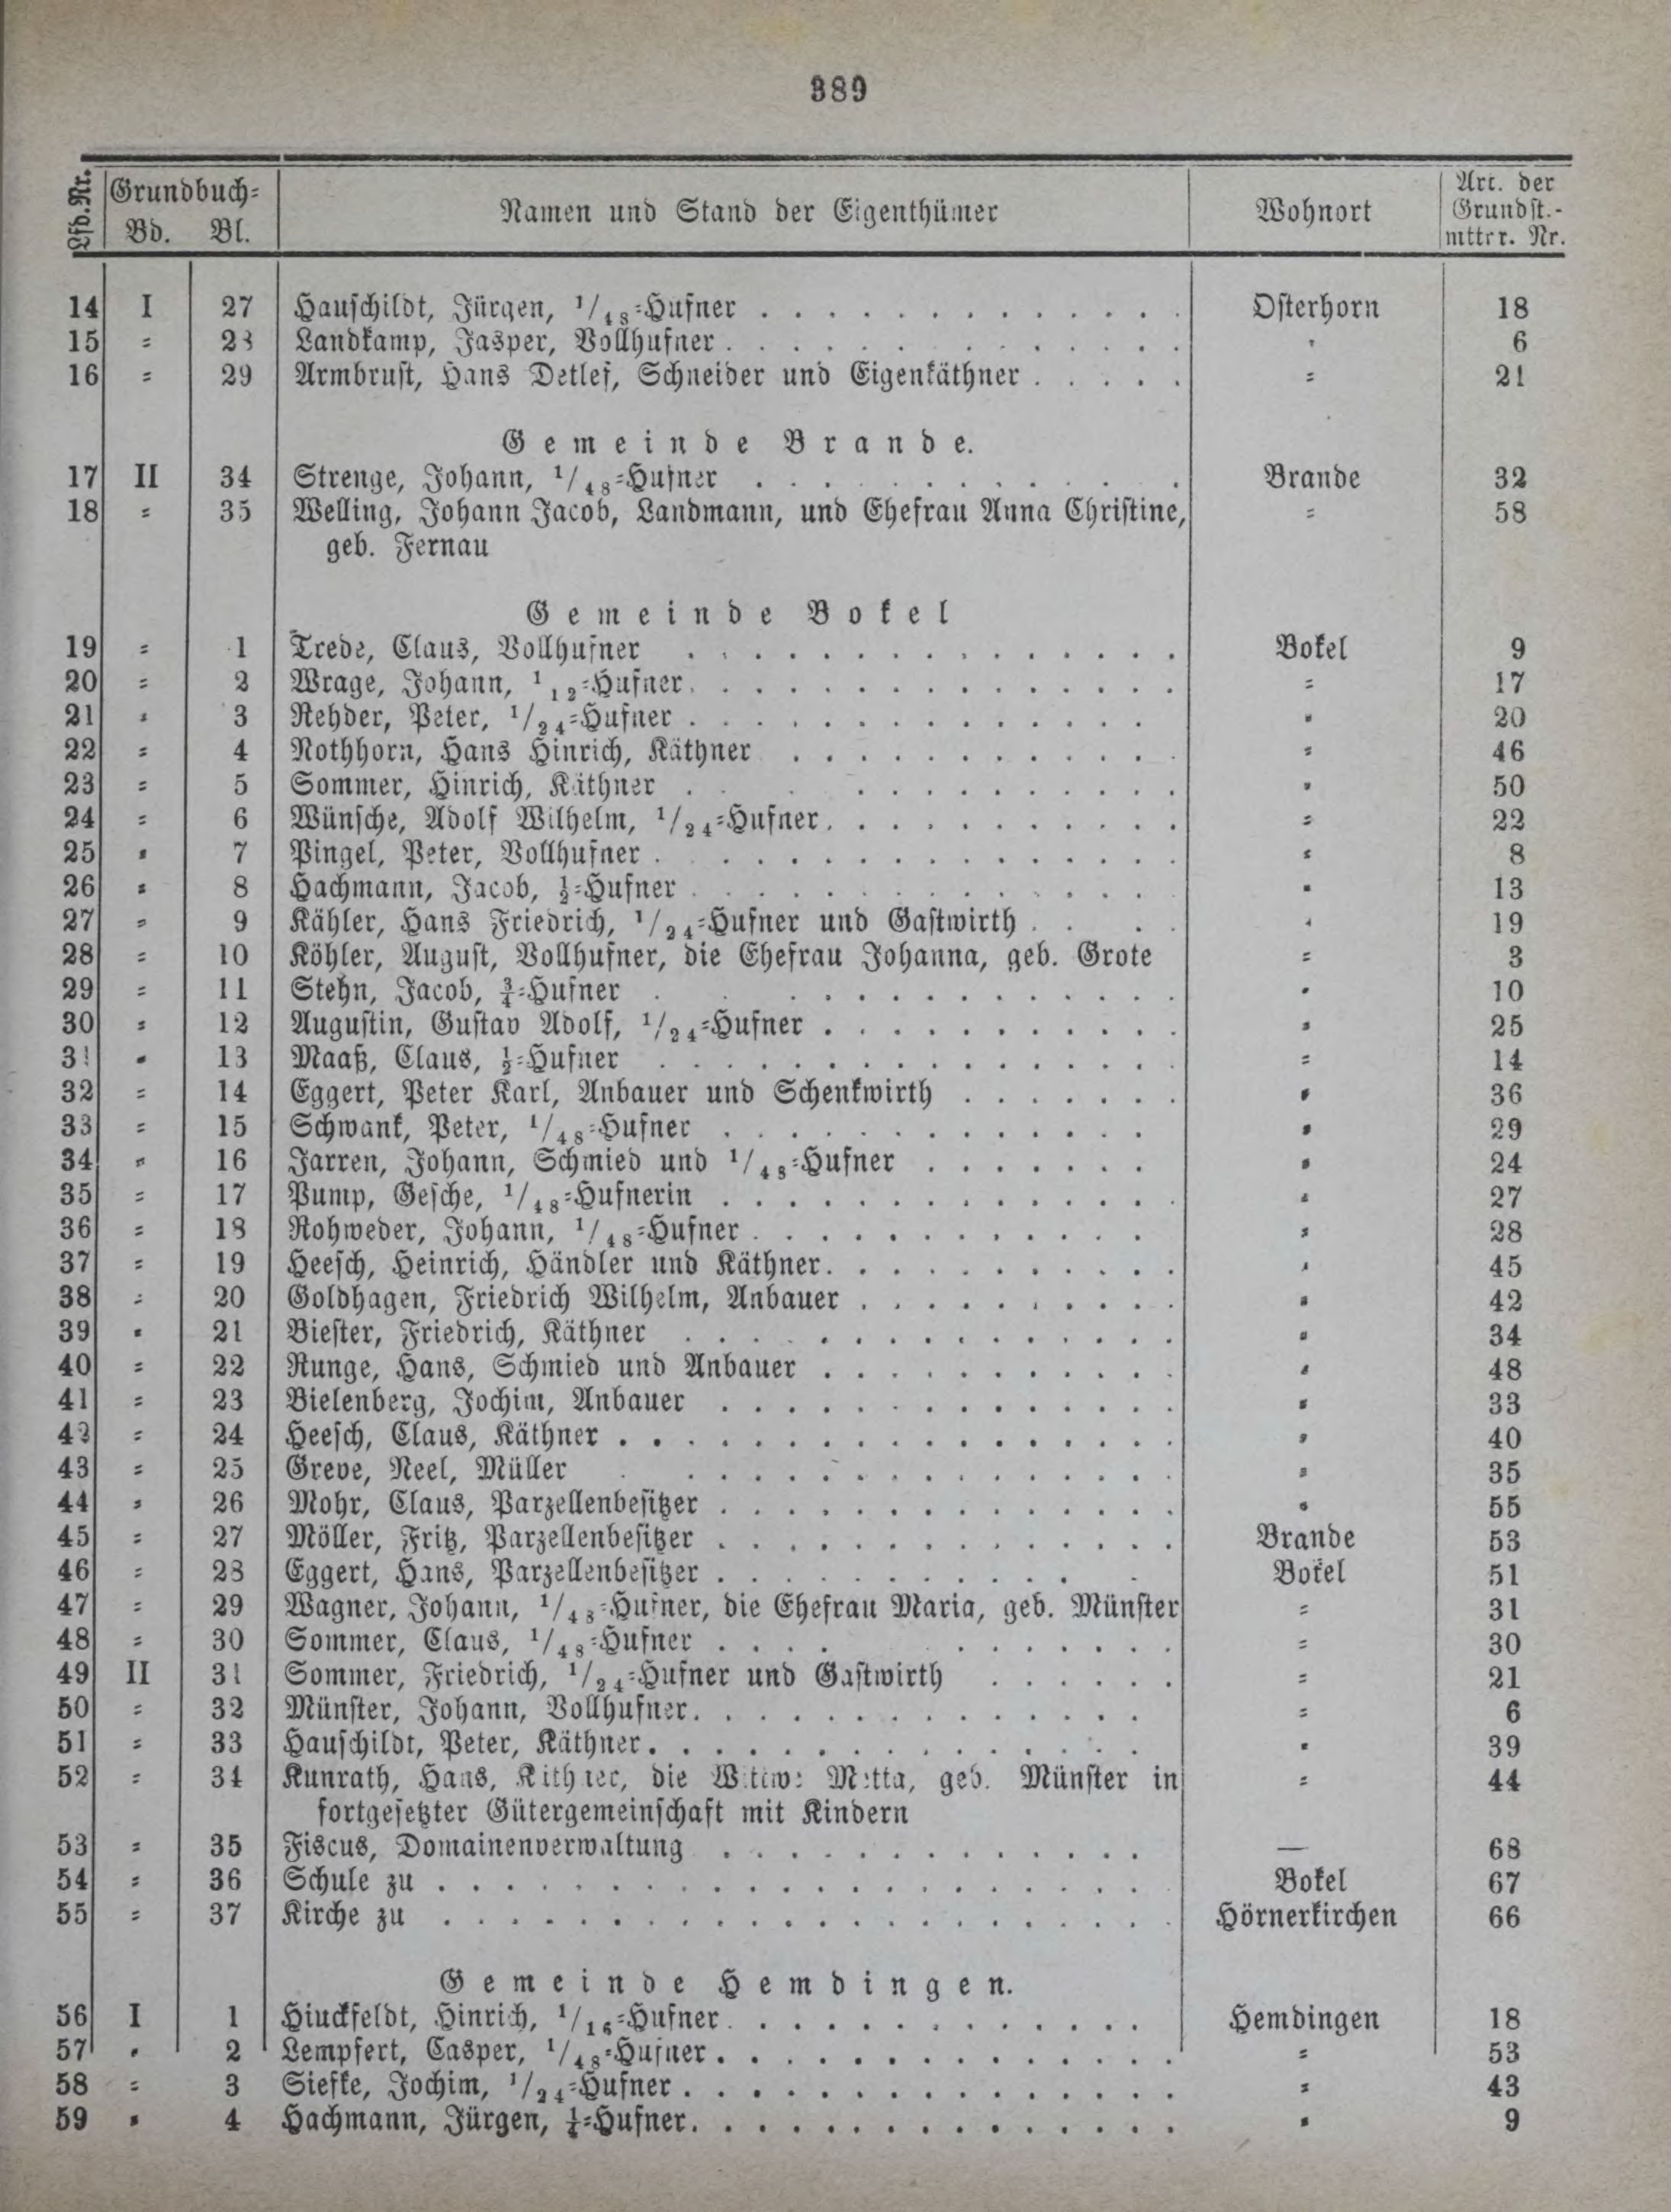 389
Lfd. Nr. Grundbuch= Bd. Bl. Namen und Stand der Eigenthümer Wohnort Art. der Grundst.-mttrr. Nr.
14 I 27 Hauschildt, Jürgen, 1/48=Hufner . . . Osterhorn 18
15 = 28 Landkamp, Jasper, Vollhufner . . . = 6
16 = 29 Armbrust, Hans Detlef, Schneider und Eigenkäthner . . . = 21
Gemeinde Brande.
17 II 34 Strenge, Johann, 1/48=Hufner . . . Brande 32
18 = 35 Welling, Johann Jacob, Landmann, und Ehefrau Anna Christine, = 58
geb. Fernau
Gemeinde Bokel
19 = 1 Trede, Claus, Vollhufner . . . Bokel 9
20 = 2 Wrage, Johann, 1/12=Hufner . . . = 17
21 = 3 Rehder, Peter, 1/24=Hufner . . . = 20
22 = 4 Rothhorn, Hans Hinrich, Käthner . . . = 46
23 = 5 Sommer, Hinrich, Käthner . . . = 50
24 = 6 Wünsche, Adolf Wilhelm, 1/24=Hufner . . . = 22
25 = 7 Pingel, Peter, Vollhufner . . . = 8
26 = 8 Hachmann, Jacob, ½=Hufner . . . = 13
27 = 9 Kähler, Hans Friedrich, 1/24=Hufner und Gastwirth . . . = 19
28 = 10 Köhler, August, Vollhufner, die Ehefrau Johanna, geb. Grote = 3
29 = 11 Stehn, Jacob, ¾=Hufner . . . = 10
30 = 12 Augustin, Gustav Adolf, 1/24=Hufner . . . = 25
31 = 13 Maaß, Claus, ½=Hufner . . . = 14
32 = 14 Eggert, Peter Karl, Anbauer und Schenkwirth . . . = 36
33 = 15 Schwank, Peter, 1/48=Hufner . . . = 29
34 = 16 Jarren, Johann, Schmied und 1/48=Hufner . . . = 24
35 = 17 Pump, Gesche, 1/48=Hufnerin . . . = 27
36 = 18 Rohweder, Johann, 1/48=Hufner . . . = 28
37 = 19 Heesch, Heinrich, Händler und Käthner . . . = 45
38 = 20 Goldhagen, Friedrich Wilhelm, Anbauer . . . = 42
39 = 21 Biester, Friedrich, Käthner . . . = 34
40 = 22 Runge, Hans, Schmied und Anbauer . . . = 48
41 = 23 Bielenberg, Jochim, Anbauer . . . = 33
42 = 24 Heesch, Claus, Käthner . . . = 40
43 = 25 Greve, Neel, Müller . . . = 35
44 = 26 Mohr, Claus, Parzellenbesitzer . . . = 55
45 = 27 Möller, Fritz, Parzellenbesitzer . . . Brande 53
46 = 28 Eggert, Hans, Parzellenbesitzer . . . Bokel 51
47 = 29 Wagner, Johann, 1/48=Hufner, die Ehefrau Maria, geb. Münster = 31
48 = 30 Sommer, Claus, 1/48=Hufner . . . = 30
49 II 31 Sommer, Friedrich, 1/24=Hufner und Gastwirth . . . = 21
50 = 32 Münster, Johann, Vollhufner . . . = 6
51 = 33 Hauschildt, Peter, Käthner . . . = 39
52 = 34 Kunrath, Hans, Käthner, die Wittwe Metta, geb. Münster in = 44
fortgesetzter Gütergemeinschaft mit Kindern
53 = 35 Fiscus, Domainenverwaltung . . . — 68
54 = 36 Schule zu . . . Bokel 67
55 = 37 Kirche zu . . . Hörnerkirchen 66
Gemeinde Hemdingen.
56 I 1 Hiuckfeldt, Hinrich, 1/16=Hufner . . . Hemdingen 18
57 = 2 Lempfert, Casper, 1/48=Hufner . . . = 53
58 = 3 Sieffe, Jochim, 1/24=Hufner . . . = 43
59 = 4 Hachmann, Jürgen, ¼=Hufner . . . = 9